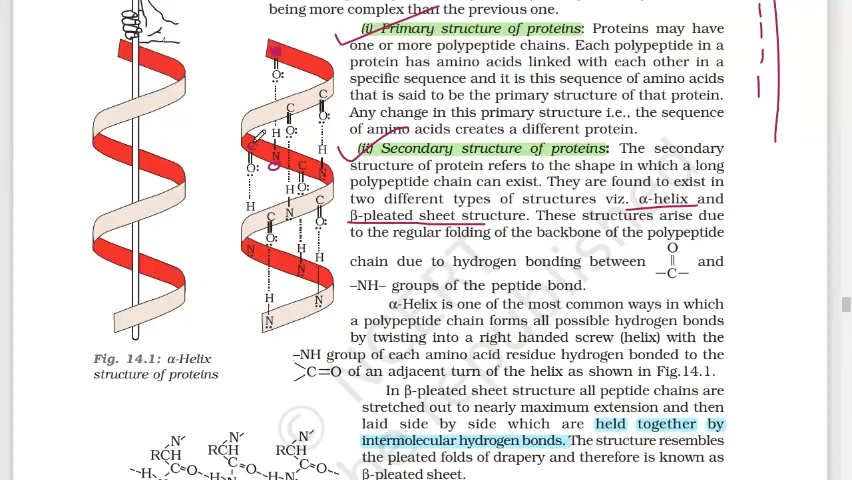 being more complex than the previous one.
(i) Primary structure of proteins: Proteins may have
one or more polypeptide chains. Each polypeptide in a
protein has amino acids linked with each other in a
specific sequence and it is this sequence of amino acids
that is said to be the primary structure of that protein.
Any change in this primary structure i.e., the sequence
of amino acids creates a different protein.
(ii) Secondary structure of proteins: The secondary
structure of protein refers to the shape in which a long
polypeptide chain can exist. They are found to exist in
two different types of structures viz. α-helix and
β-pleated sheet structure. These structures arise due
to the regular folding of the backbone of the polypeptide
O
||
chain due to hydrogen bonding between —C— and
–NH– groups of the peptide bond.
α-Helix is one of the most common ways in which
a polypeptide chain forms all possible hydrogen bonds
by twisting into a right handed screw (helix) with the
–NH group of each amino acid residue hydrogen bonded to the
>C=O of an adjacent turn of the helix as shown in Fig.14.1.
In β-pleated sheet structure all peptide chains are
stretched out to nearly maximum extension and then
laid side by side which are held together by
intermolecular hydrogen bonds. The structure resembles
the pleated folds of drapery and therefore is known as
β-pleated sheet.
Fig. 14.1: α-Helix
structure of proteins
O:
C
C
O:
O:
H
N
H
N
C
O:
C
O:
H
N
H
C
O:
C
O:
N
H
N
H
H
N
N
N
N
N
RCH
RCH
RCH
C=O
C=O
C=O
H
H-N
H-N
© NCERT
be republished